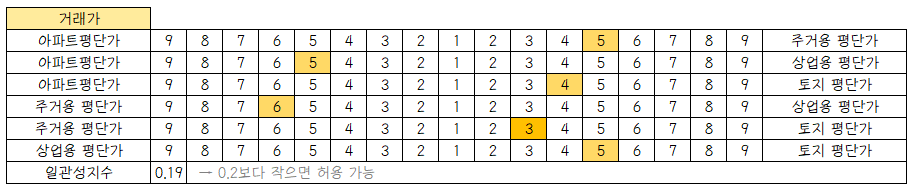 거래가
아파트평단가 9 8 7 6 5 4 3 2 1 2 3 4 5 6 7 8 9 주거용 평단가
아파트평단가 9 8 7 6 5 4 3 2 1 2 3 4 5 6 7 8 9 상업용 평단가
아파트평단가 9 8 7 6 5 4 3 2 1 2 3 4 5 6 7 8 9 토지 평단가
주거용 평단가 9 8 7 6 5 4 3 2 1 2 3 4 5 6 7 8 9 상업용 평단가
주거용 평단가 9 8 7 6 5 4 3 2 1 2 3 4 5 6 7 8 9 토지 평단가
상업용 평단가 9 8 7 6 5 4 3 2 1 2 3 4 5 6 7 8 9 토지 평단가
일관성지수 0.19 → 0.2보다 작으면 허용 가능